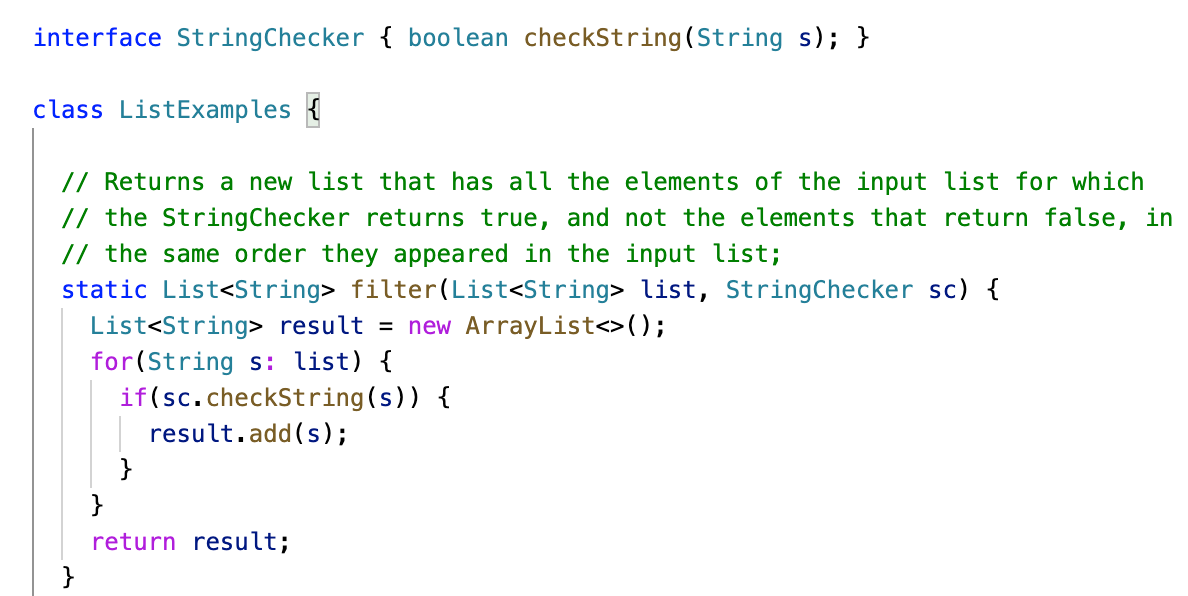 interface StringChecker { boolean checkString(String s); }
class ListExamples {
// Returns a new list that has all the elements of the input list for which
// the StringChecker returns true, and not the elements that return false, in
// the same order they appeared in the input list;
static List<String> filter(List<String> list, StringChecker sc) {
List<String> result = new ArrayList<>();
for(String s: list) {
if(sc.checkString(s)) {
result.add(s);
}
}
return result;
}